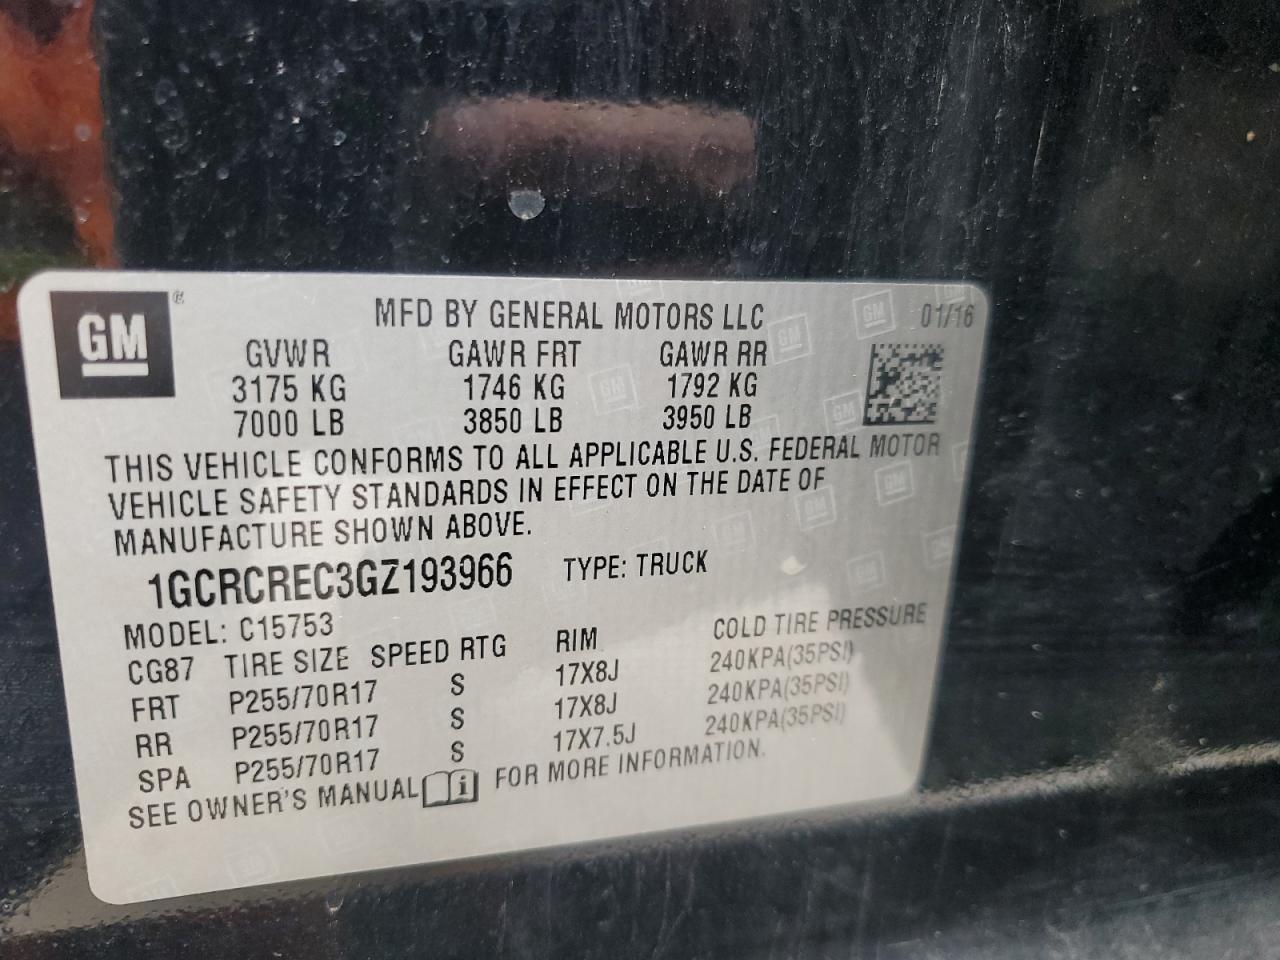 GM ®
MFD BY GENERAL MOTORS LLC 01/16
GVWR GAWR FRT GAWR RR
3175 KG 1746 KG 1792 KG
7000 LB 3850 LB 3950 LB
THIS VEHICLE CONFORMS TO ALL APPLICABLE U.S. FEDERAL MOTOR
VEHICLE SAFETY STANDARDS IN EFFECT ON THE DATE OF
MANUFACTURE SHOWN ABOVE.
1GCRCREC3GZ193966 TYPE: TRUCK
MODEL: C15753
CG87 TIRE SIZE SPEED RTG RIM COLD TIRE PRESSURE
FRT P255/70R17 S 17X8J 240KPA(35PSI)
RR P255/70R17 S 17X8J 240KPA(35PSI)
SPA P255/70R17 S 17X7.5J 240KPA(35PSI)
SEE OWNER'S MANUAL FOR MORE INFORMATION.